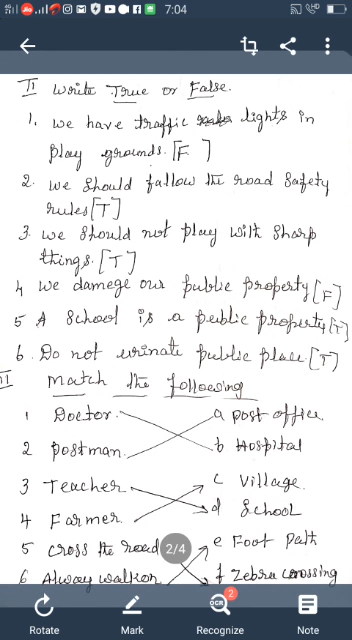 7:04
II Write True or False.
1. we have traffic lights in
play grounds. [F]
2. we should fallow the road safety
rules [T]
3. we should not play with sharp
things. [T]
4 we damege our public property [F]
5 A School is a peblic property [T]
6. Do not urinate public place. [T]
II Match the following
1 Doctor. a post office
2 postman. b Hospital
3 Teacher c Village.
4 Farmer. d School
5 cross the road 2/4 e Foot path
6 Alway walk on f Zebra crossing
2
OCR
Rotate Mark Recognize Note